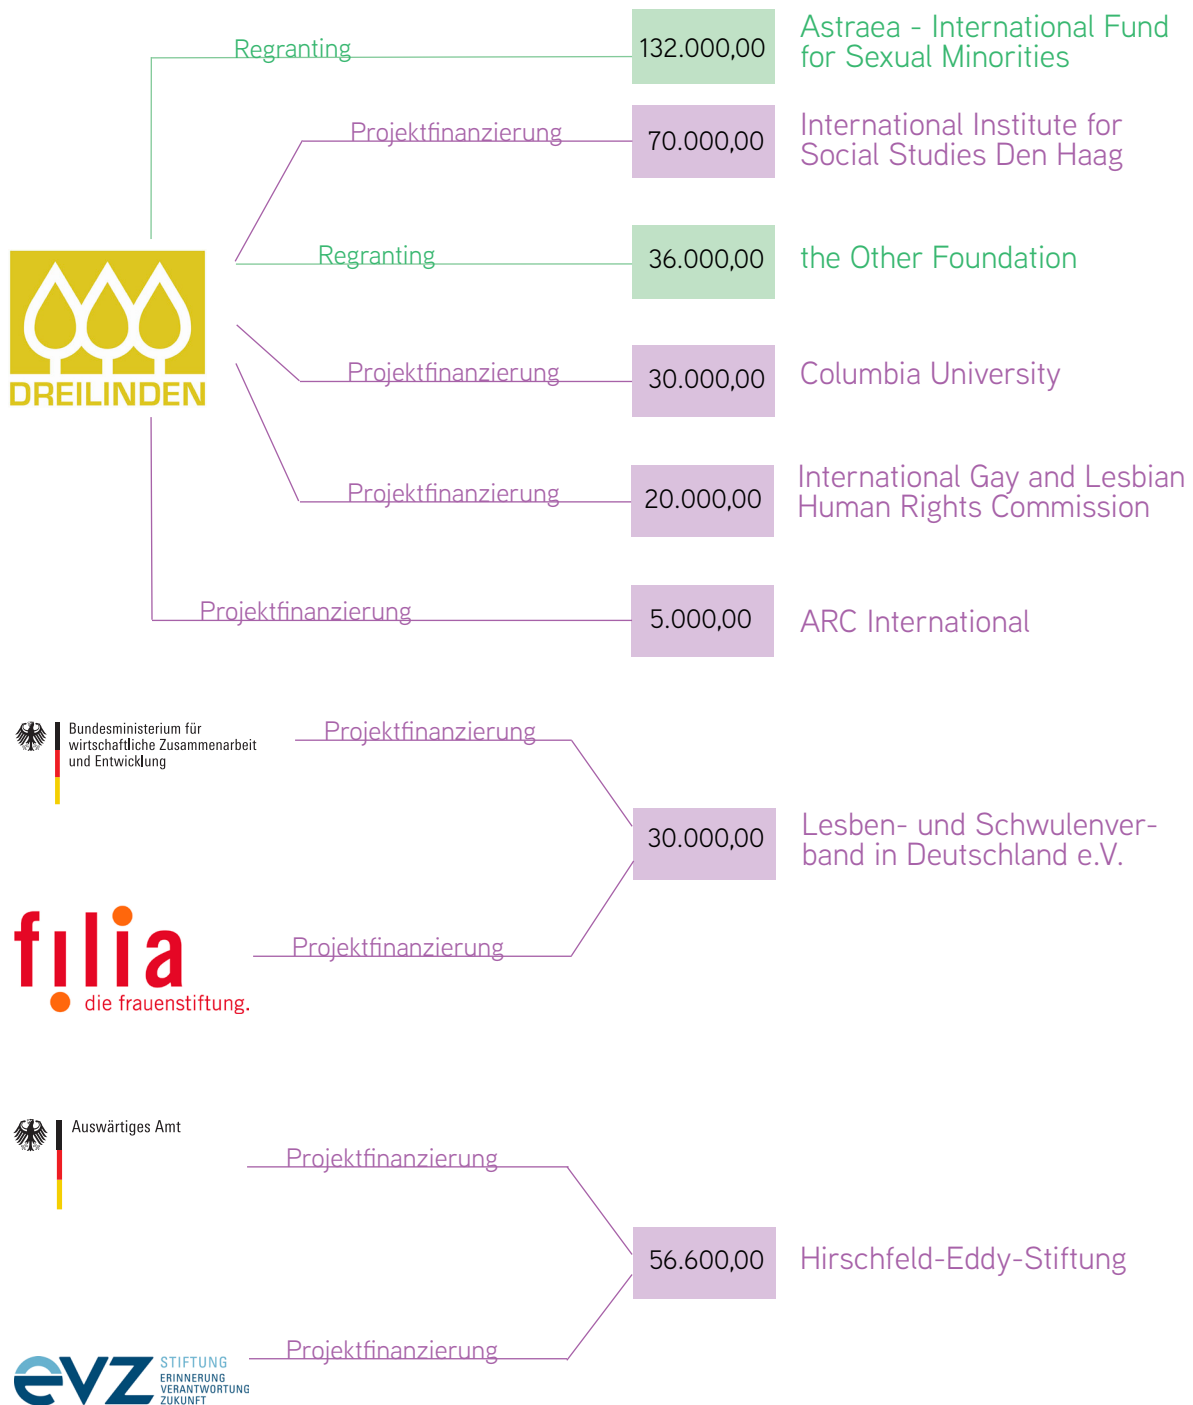 Regranting
132.000,00
Astraea - International Fund
for Sexual Minorities
Projektfinanzierung
70.000,00
International Institute for
Social Studies Den Haag
Regranting
36.000,00
the Other Foundation
DREILINDEN
Projektfinanzierung
30.000,00
Columbia University
Projektfinanzierung
20.000,00
International Gay and Lesbian
Human Rights Commission
Projektfinanzierung
5.000,00
ARC International
Bundesministerium für
wirtschaftliche Zusammenarbeit
und Entwicklung
Projektfinanzierung
30.000,00
Lesben- und Schwulenver-
band in Deutschland e.V.
filia
die frauenstiftung.
Projektfinanzierung
Auswärtiges Amt
Projektfinanzierung
56.600,00
Hirschfeld-Eddy-Stiftung
Projektfinanzierung
evz
STIFTUNG
ERINNERUNG
VERANTWORTUNG
ZUKUNFT